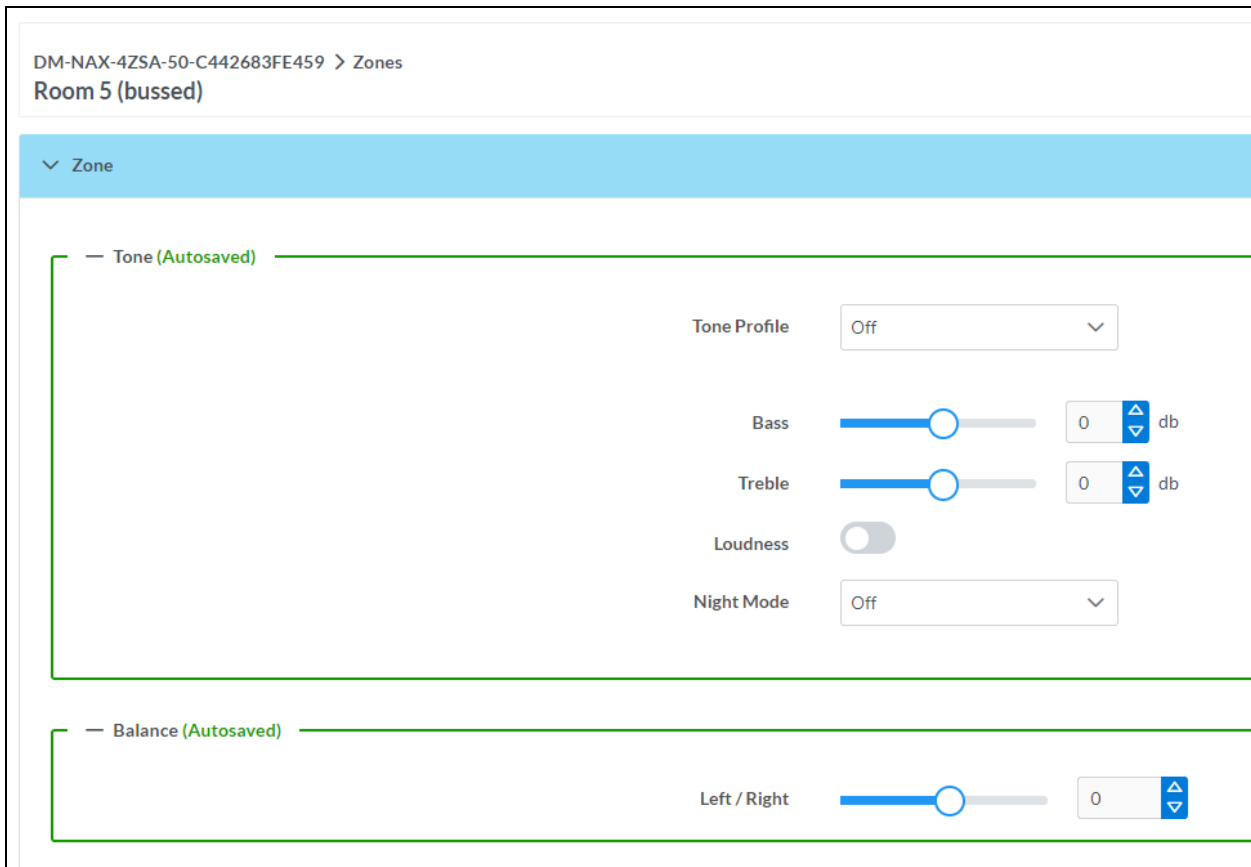 DM-NAX-4ZSA-50-C442683FE459 > Zones
Room 5 (bussed)
Zone
Tone (Autosaved)
Tone Profile Off
Bass 0 db
Treble 0 db
Loudness
Night Mode Off
Balance (Autosaved)
Left / Right 0